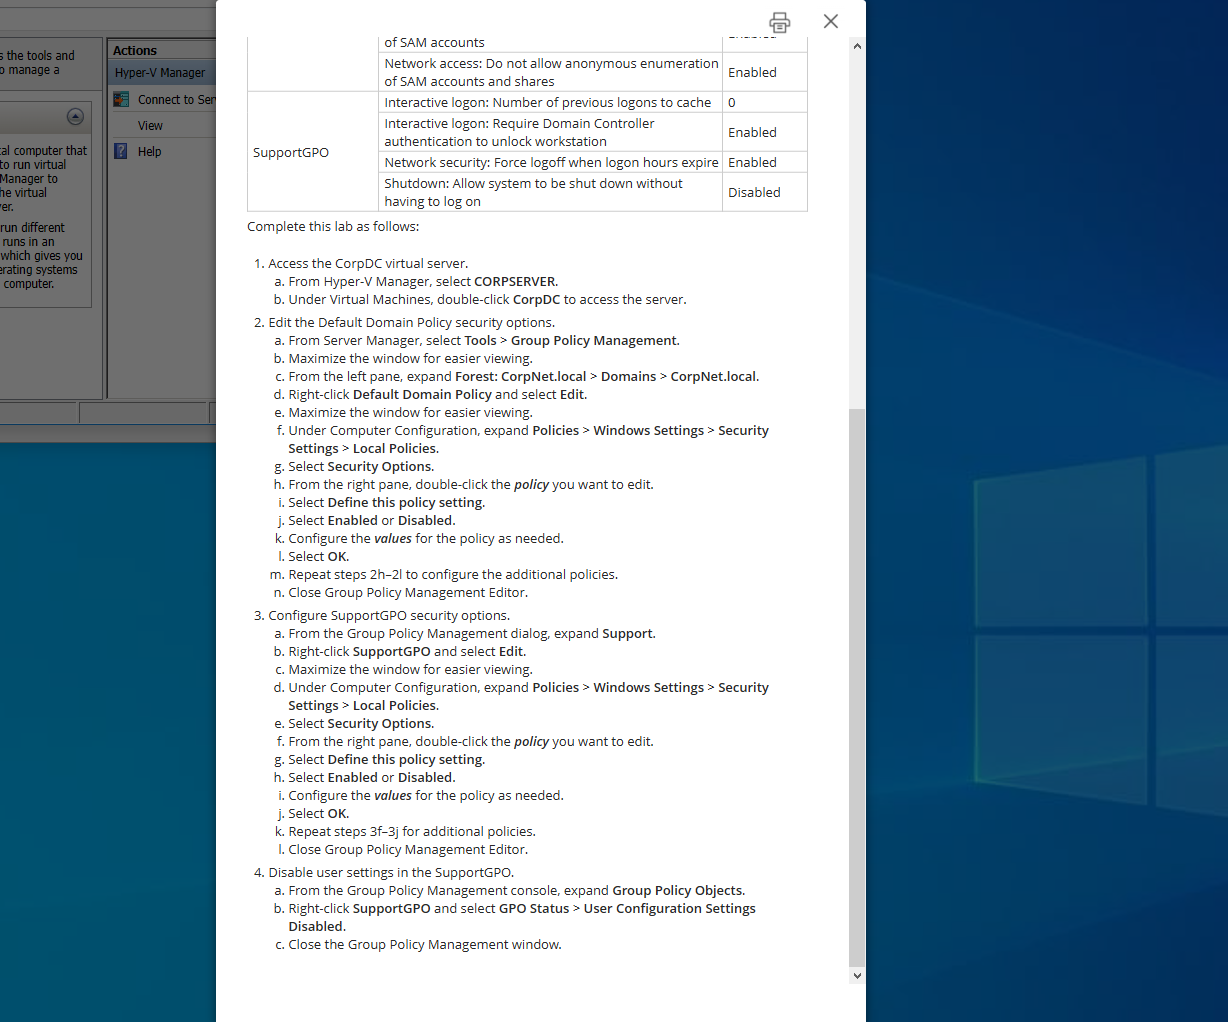 s the tools and
o manage a
al computer that
to run virtual
Manager to
he virtual
er.
run different
runs in an
which gives you
erating systems
computer.
Actions
Hyper-V Manager
Connect to Ser
View
Help
of SAM accounts
Network access: Do not allow anonymous enumeration
of SAM accounts and shares
Enabled
SupportGPO
Interactive logon: Number of previous logons to cache 0
Interactive logon: Require Domain Controller
authentication to unlock workstation
Enabled
Network security: Force logoff when logon hours expire Enabled
Shutdown: Allow system to be shut down without
having to log on
Disabled
Complete this lab as follows:
1. Access the CorpDC virtual server.
a. From Hyper-V Manager, select CORPSERVER.
b. Under Virtual Machines, double-click CorpDC to access the server.
2. Edit the Default Domain Policy security options.
a. From Server Manager, select Tools > Group Policy Management.
b. Maximize the window for easier viewing.
c. From the left pane, expand Forest: CorpNet.local > Domains > CorpNet.local.
d. Right-click Default Domain Policy and select Edit.
e. Maximize the window for easier viewing.
f. Under Computer Configuration, expand Policies > Windows Settings > Security
Settings > Local Policies.
g. Select Security Options.
h. From the right pane, double-click the policy you want to edit.
i. Select Define this policy setting.
j. Select Enabled or Disabled.
k. Configure the values for the policy as needed.
l. Select OK.
m. Repeat steps 2h–2l to configure the additional policies.
n. Close Group Policy Management Editor.
3. Configure SupportGPO security options.
a. From the Group Policy Management dialog, expand Support.
b. Right-click SupportGPO and select Edit.
c. Maximize the window for easier viewing.
d. Under Computer Configuration, expand Policies > Windows Settings > Security
Settings > Local Policies.
e. Select Security Options.
f. From the right pane, double-click the policy you want to edit.
g. Select Define this policy setting.
h. Select Enabled or Disabled.
i. Configure the values for the policy as needed.
j. Select OK.
k. Repeat steps 3f–3j for additional policies.
l. Close Group Policy Management Editor.
4. Disable user settings in the SupportGPO.
a. From the Group Policy Management console, expand Group Policy Objects.
b. Right-click SupportGPO and select GPO Status > User Configuration Settings
Disabled.
c. Close the Group Policy Management window.